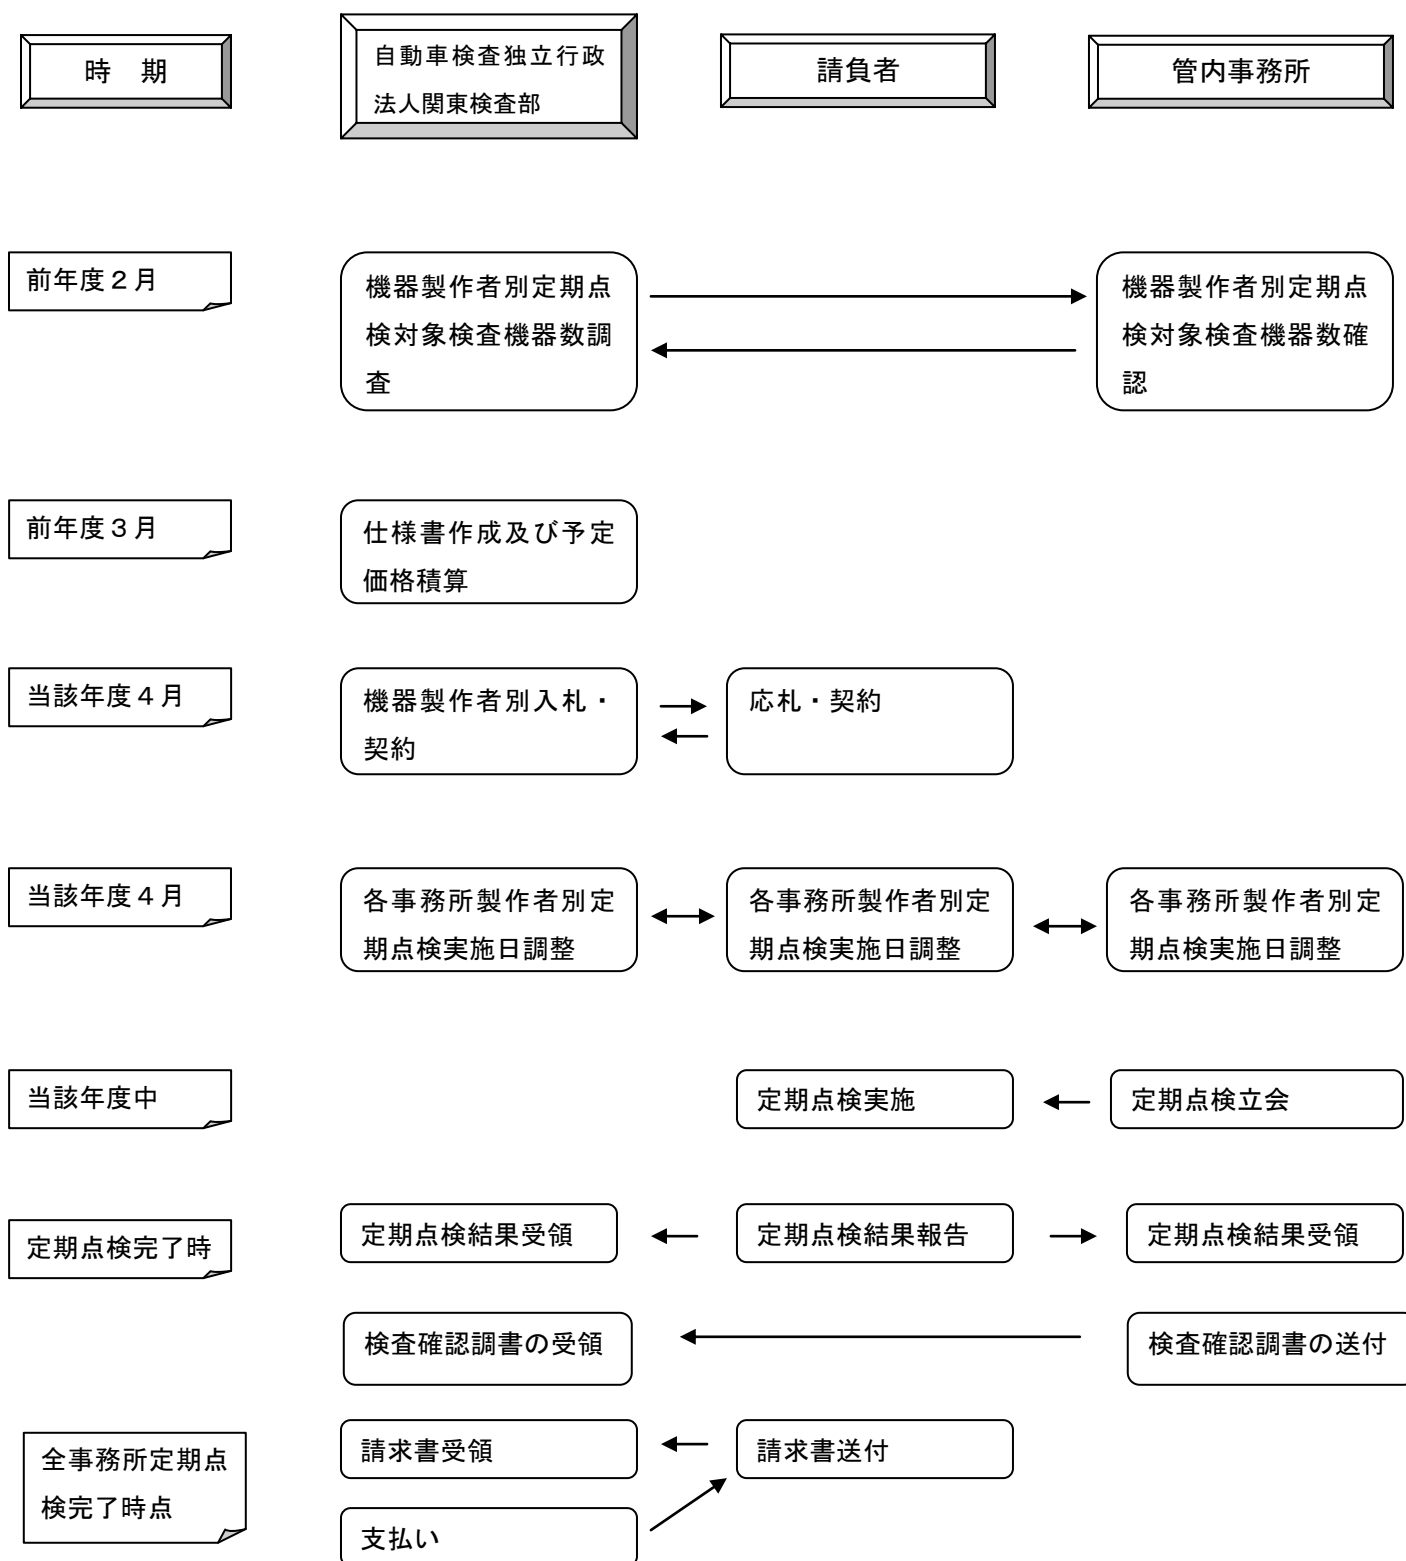 時　期
自動車検査独立行政
法人関東検査部
請負者
管内事務所
前年度２月
機器製作者別定期点
検対象検査機器数調
査
機器製作者別定期点
検対象検査機器数確
認
前年度３月
仕様書作成及び予定
価格積算
当該年度４月
機器製作者別入札・
契約
応札・契約
当該年度４月
各事務所製作者別定
期点検実施日調整
各事務所製作者別定
期点検実施日調整
各事務所製作者別定
期点検実施日調整
当該年度中
定期点検実施
定期点検立会
定期点検完了時
定期点検結果受領
定期点検結果報告
定期点検結果受領
検査確認調書の受領
検査確認調書の送付
全事務所定期点
検完了時点
請求書受領
請求書送付
支払い